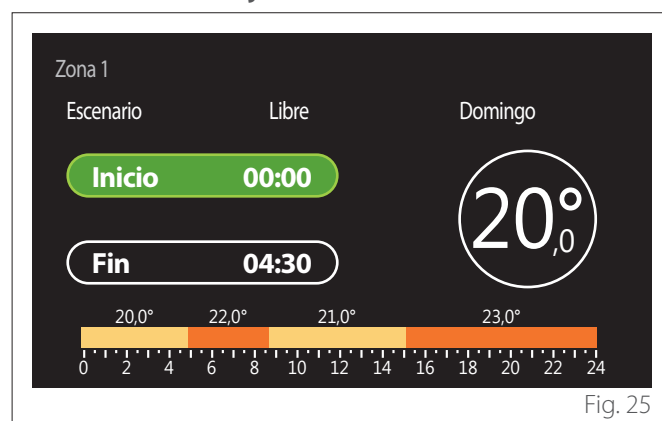 Zona 1
Escenario Libre Domingo
Inicio 00:00
20,0°
Fin 04:30
20,0° 22,0° 21,0° 23,0°
0 2 4 6 8 10 12 14 16 18 20 22 24
Fig. 25